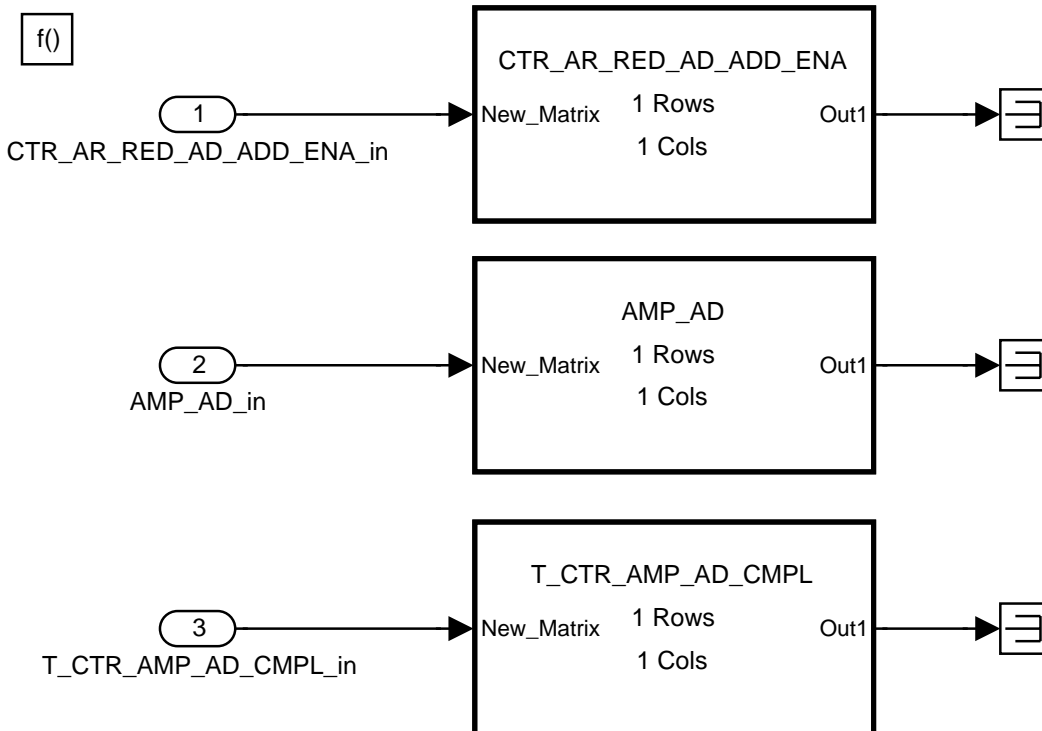 f()
CTR_AR_RED_AD_ADD_ENA
1
New_Matrix
1 Rows
Out1
1 Cols
CTR_AR_RED_AD_ADD_ENA_in
AMP_AD
2
New_Matrix
1 Rows
Out1
1 Cols
AMP_AD_in
T_CTR_AMP_AD_CMPL
3
New_Matrix
1 Rows
Out1
1 Cols
T_CTR_AMP_AD_CMPL_in